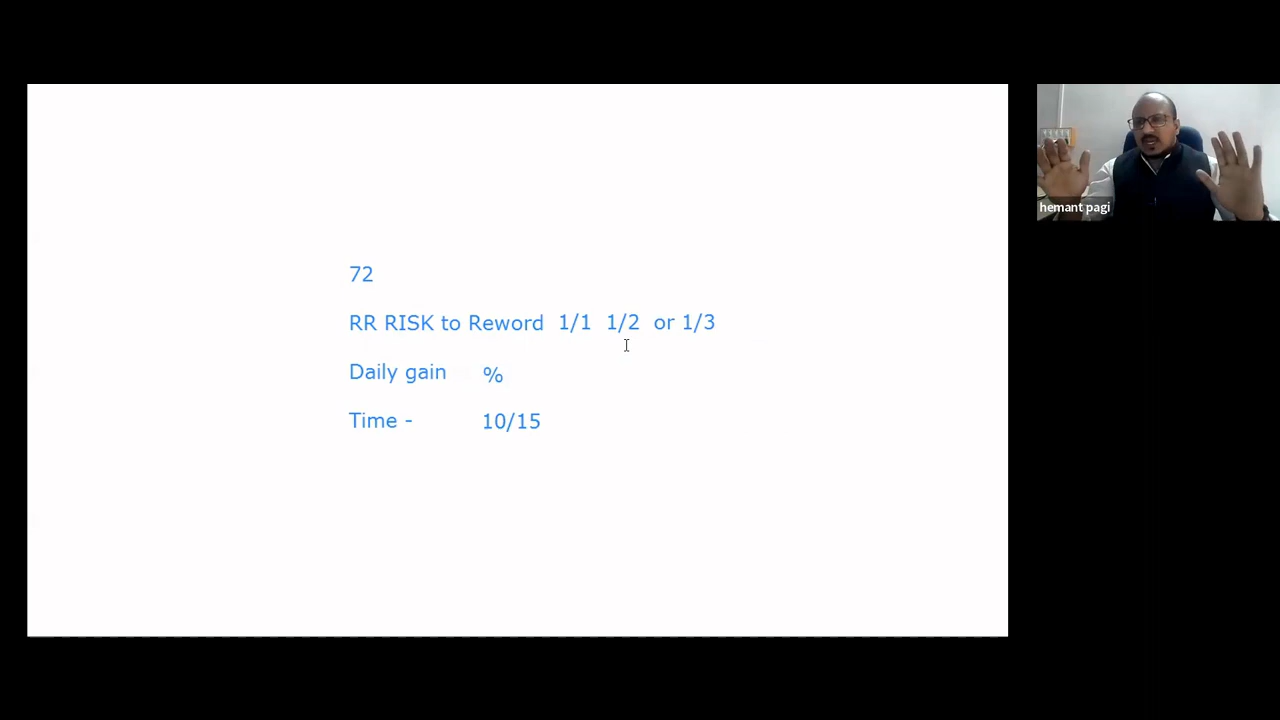 72
RR RISK to Reword 1/1 1/2 or 1/3
Daily gain %
Time - 10/15
hemant pagi